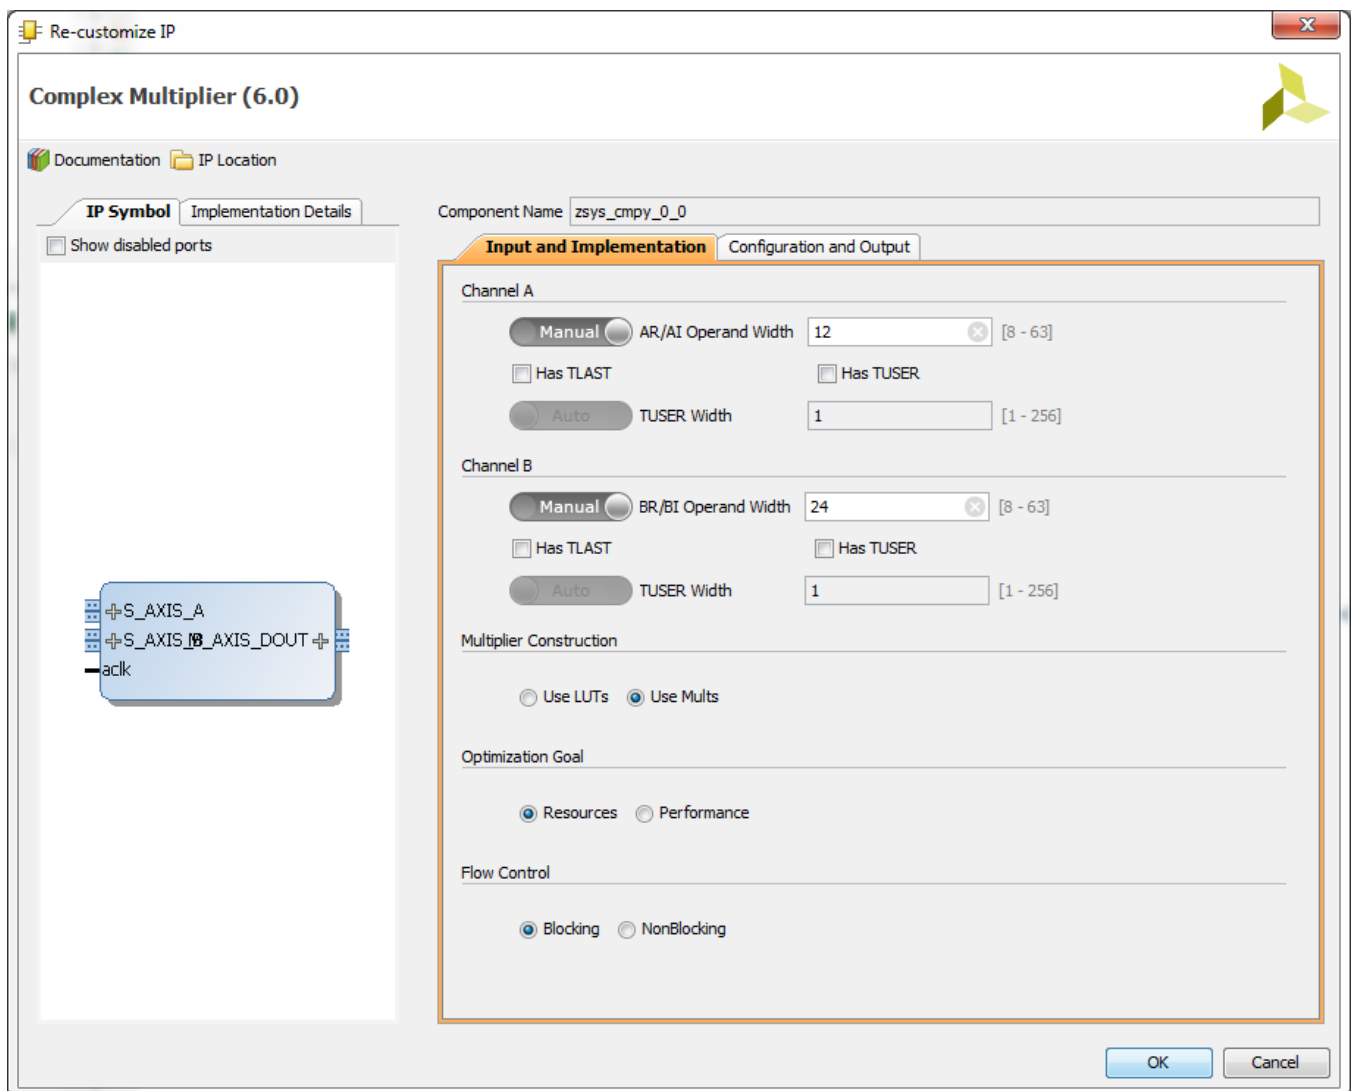 Re-customize IP
Complex Multiplier (6.0)
Documentation IP Location
IP Symbol Implementation Details
Show disabled ports
S_AXIS_A
S_AXIS_B M_AXIS_DOUT
aclk
Component Name zsys_cmpy_0_0
Input and Implementation Configuration and Output
Channel A
Manual AR/AI Operand Width 12 [8 - 63]
Has TLAST Has TUSER
Auto TUSER Width 1 [1 - 256]
Channel B
Manual BR/BI Operand Width 24 [8 - 63]
Has TLAST Has TUSER
Auto TUSER Width 1 [1 - 256]
Multiplier Construction
Use LUTs Use Mults
Optimization Goal
Resources Performance
Flow Control
Blocking NonBlocking
OK Cancel